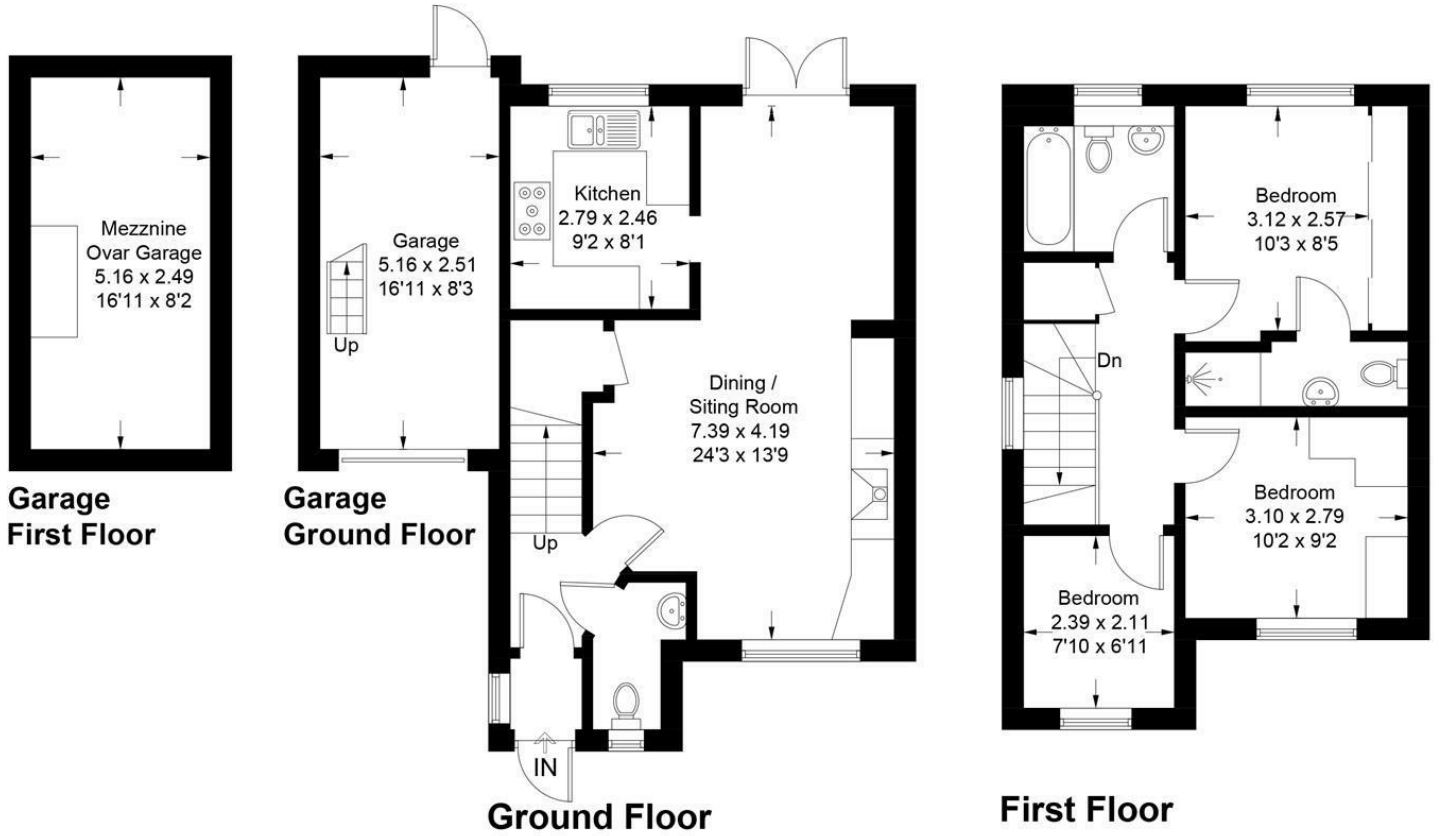 Mezznine
Ovar Garage
5.16 x 2.49
16'11 x 8'2
Garage
First Floor
Garage
5.16 x 2.51
16'11 x 8'3
Up
Garage
Ground Floor
Kitchen
2.79 x 2.46
9'2 x 8'1
Dining /
Siting Room
7.39 x 4.19
24'3 x 13'9
Up
IN
Ground Floor
Bedroom
3.12 x 2.57
10'3 x 8'5
Dn
Bedroom
3.10 x 2.79
10'2 x 9'2
Bedroom
2.39 x 2.11
7'10 x 6'11
First Floor